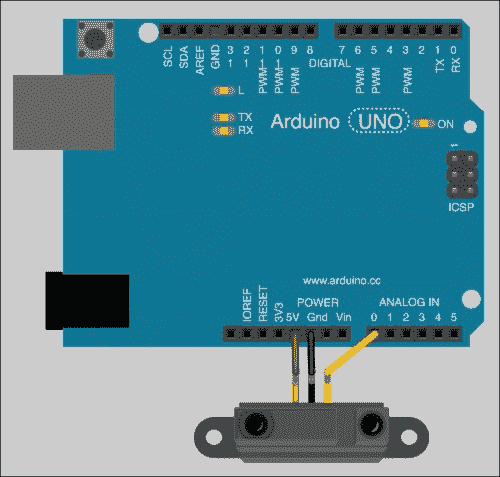 SCL
SDA
AREF
GND
13
12
PWM 11
PWM 10
PWM 9
8
7
PWM 6
PWM 5
4
PWM 3
2
TX 1
RX 0
DIGITAL
L
TX
RX
Arduino UNO
ON
1
ICSP
www.arduino.cc
POWER
ANALOG IN
IOREF
RESET
3V3
5V
Gnd
Vin
0 1 2 3 4 5